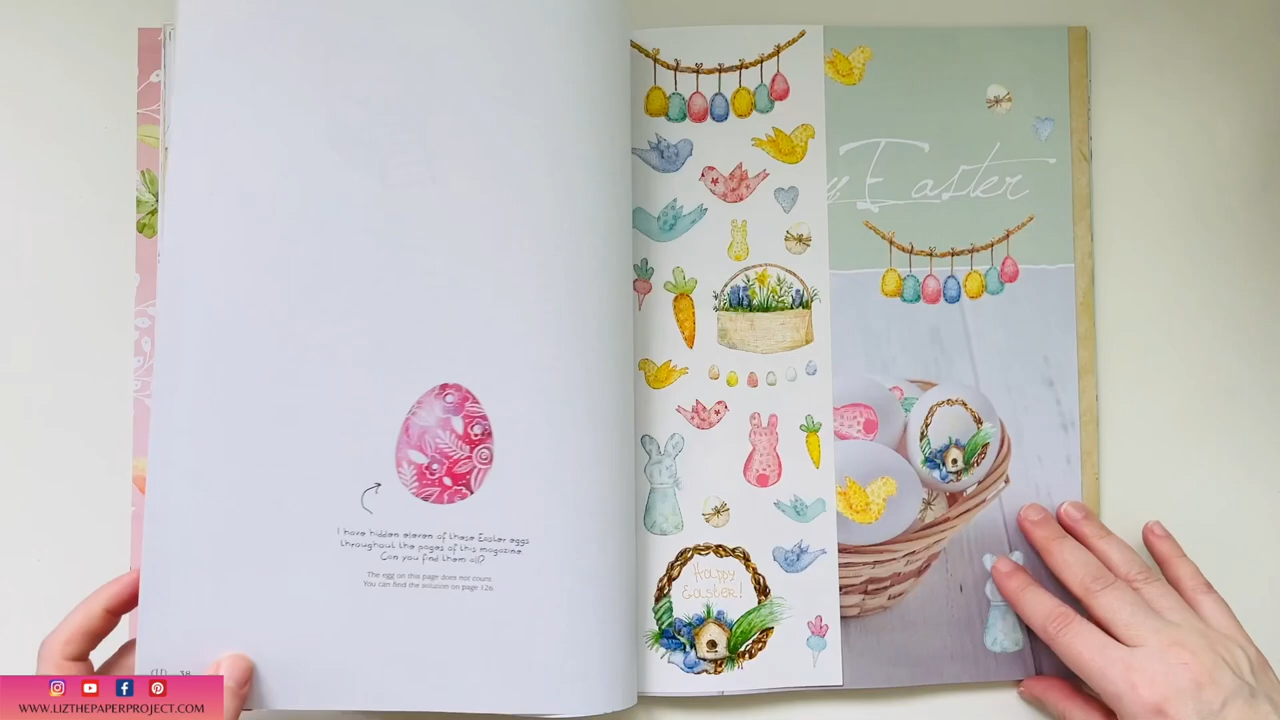 I have hidden eleven of these Easter eggs
throughout the pages of this magazine.
Can you find them all?
The egg on this page does not count.
You can find the solution on page 126.
38
Happy
Easter!
y Easter
WWW.LIZTHEPAPERPROJECT.COM